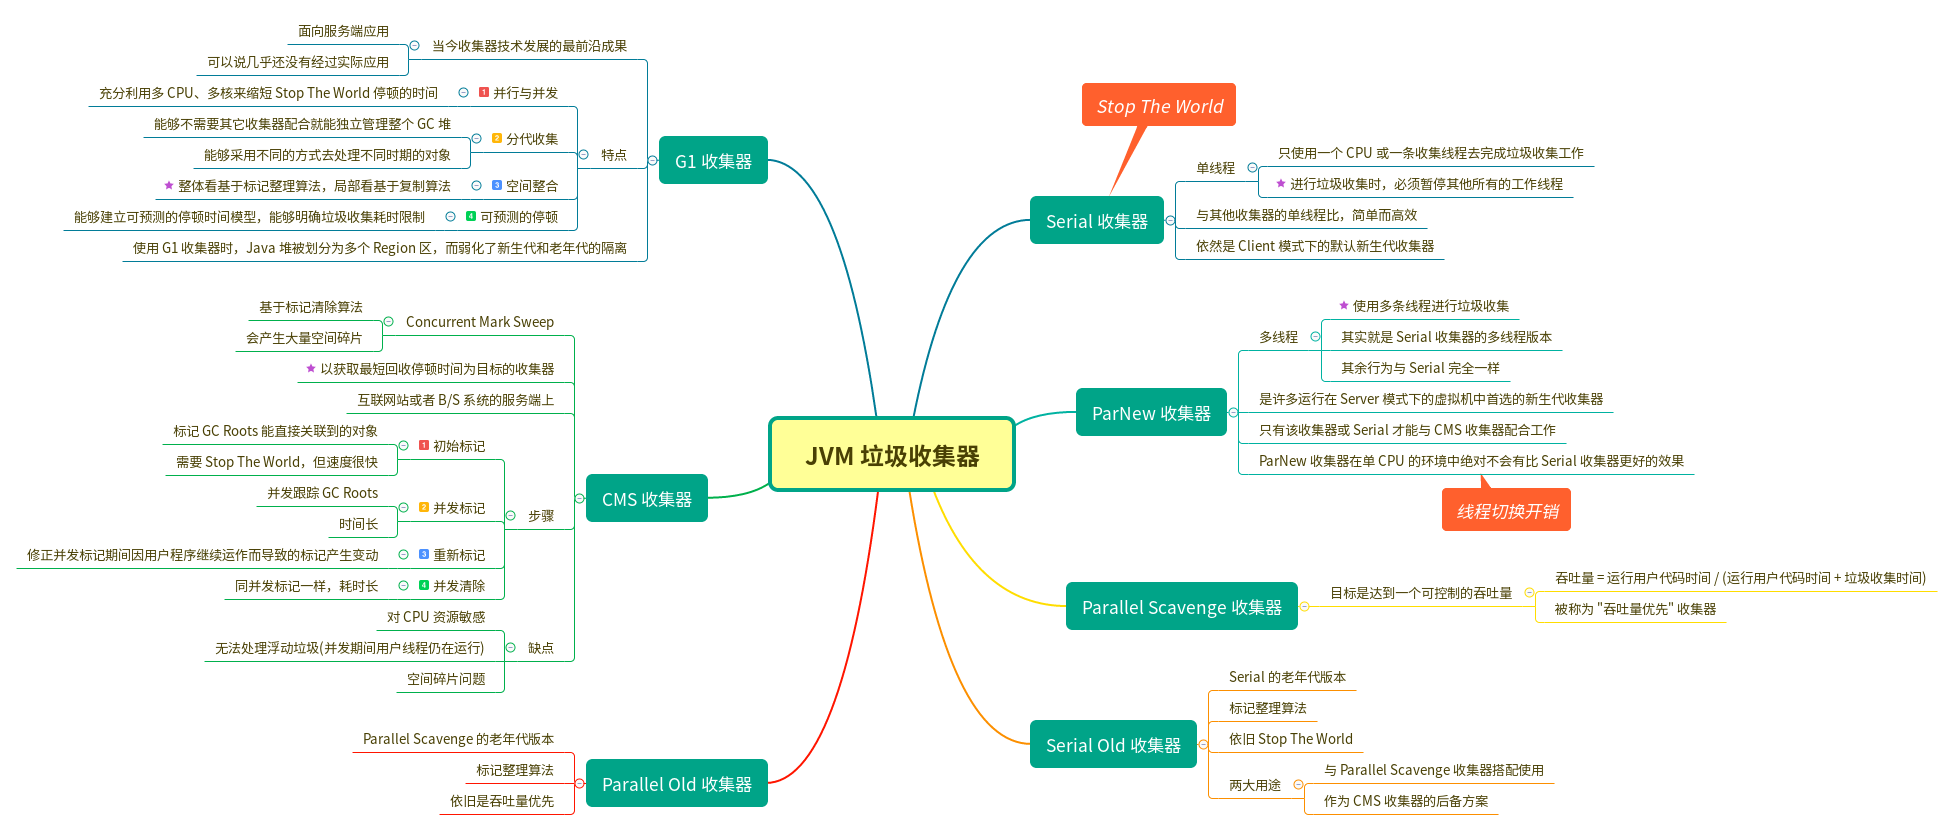 JVM 垃圾收集器
Stop The World
Serial 收集器
单线程
只使用一个 CPU 或一条收集线程去完成垃圾收集工作
进行垃圾收集时，必须暂停其他所有的工作线程
与其他收集器的单线程比，简单而高效
依然是 Client 模式下的默认新生代收集器
ParNew 收集器
多线程
使用多条线程进行垃圾收集
其实就是 Serial 收集器的多线程版本
其余行为与 Serial 完全一样
是许多运行在 Server 模式下的虚拟机中首选的新生代收集器
只有该收集器或 Serial 才能与 CMS 收集器配合工作
ParNew 收集器在单 CPU 的环境中绝对不会有比 Serial 收集器更好的效果
线程切换开销
Parallel Scavenge 收集器
目标是达到一个可控制的吞吐量
吞吐量 = 运行用户代码时间 / (运行用户代码时间 + 垃圾收集时间)
被称为 "吞吐量优先" 收集器
Serial Old 收集器
Serial 的老年代版本
标记整理算法
依旧 Stop The World
两大用途
与 Parallel Scavenge 收集器搭配使用
作为 CMS 收集器的后备方案
G1 收集器
当今收集器技术发展的最前沿成果
面向服务端应用
可以说几乎还没有经过实际应用
特点
1 并行与并发
充分利用多 CPU、多核来缩短 Stop The World 停顿的时间
2 分代收集
能够不需要其它收集器配合就能独立管理整个 GC 堆
能够采用不同的方式去处理不同时期的对象
3 空间整合
整体看基于标记整理算法，局部看基于复制算法
4 可预测的停顿
能够建立可预测的停顿时间模型，能够明确垃圾收集耗时限制
使用 G1 收集器时，Java 堆被划分为多个 Region 区，而弱化了新生代和老年代的隔离
CMS 收集器
Concurrent Mark Sweep
基于标记清除算法
会产生大量空间碎片
以获取最短回收停顿时间为目标的收集器
互联网站或者 B/S 系统的服务端上
步骤
1 初始标记
标记 GC Roots 能直接关联到的对象
需要 Stop The World，但速度很快
2 并发标记
并发跟踪 GC Roots
时间长
3 重新标记
修正并发标记期间因用户程序继续运作而导致的标记产生变动
4 并发清除
同并发标记一样，耗时长
缺点
对 CPU 资源敏感
无法处理浮动垃圾(并发期间用户线程仍在运行)
空间碎片问题
Parallel Old 收集器
Parallel Scavenge 的老年代版本
标记整理算法
依旧是吞吐量优先